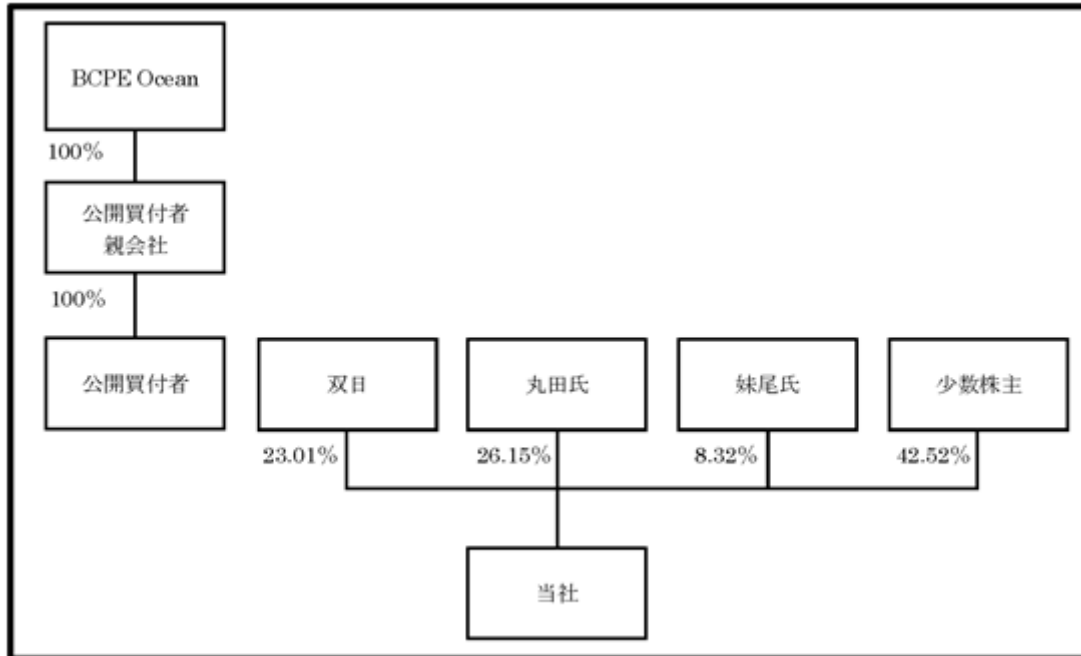 BCPE Ocean
100%
公開買付者
親会社
100%
公開買付者
双日
丸田氏
妹尾氏
少数株主
23.01%
26.15%
8.32%
42.52%
当社